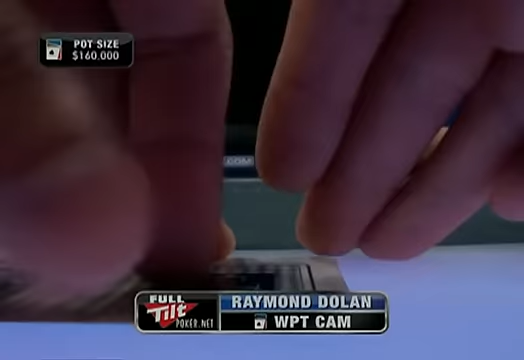 POT SIZE
$160,000
.COM
FULL
Tilt
POKER.NET
RAYMOND DOLAN
WPT CAM